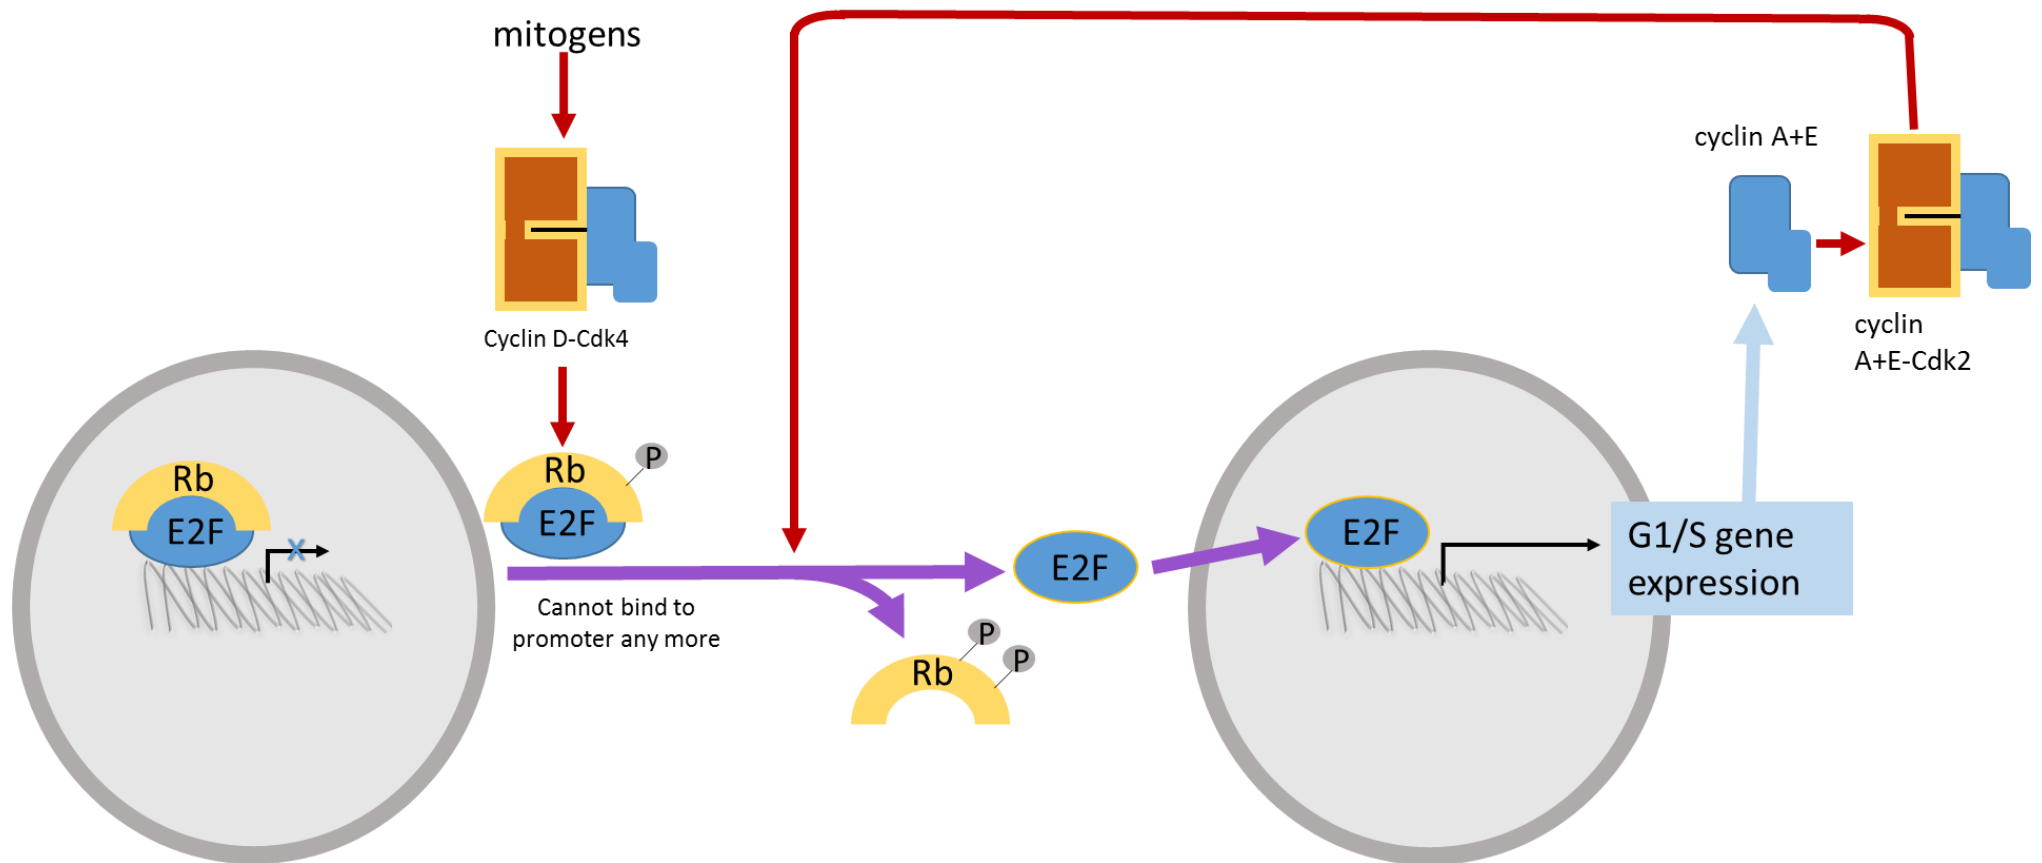 mitogens
Cyclin D-Cdk4
Rb
E2F
X
Rb
E2F
P
Cannot bind to
promoter any more
E2F
Rb
P
P
E2F
G1/S gene
expression
cyclin A+E
cyclin
A+E-Cdk2